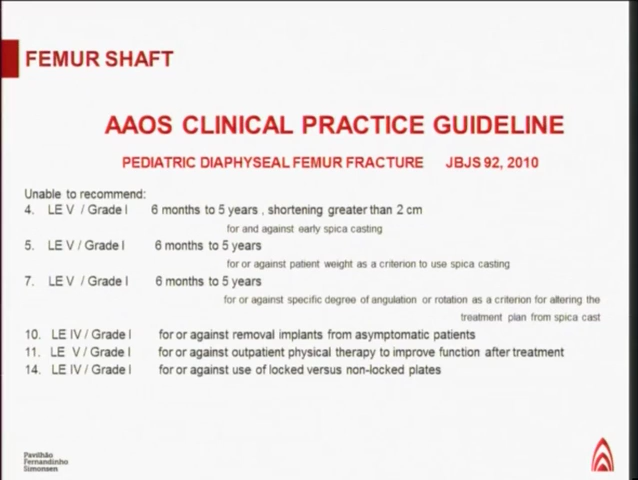 FEMUR SHAFT
AAOS CLINICAL PRACTICE GUIDELINE
PEDIATRIC DIAPHYSEAL FEMUR FRACTURE JBJS 92, 2010
Unable to recommend:
4. LE V / Grade I 6 months to 5 years , shortening greater than 2 cm
for and against early spica casting
5. LE V / Grade I 6 months to 5 years
for or against patient weight as a criterion to use spica casting
7. LE V / Grade I 6 months to 5 years
for or against specific degree of angulation or rotation as a criterion for altering the
treatment plan from spica cast
10. LE IV / Grade I for or against removal implants from asymptomatic patients
11. LE V / Grade I for or against outpatient physical therapy to improve function after treatment
14. LE IV / Grade I for or against use of locked versus non-locked plates
Pavilhão
Fernandinho
Simonsen